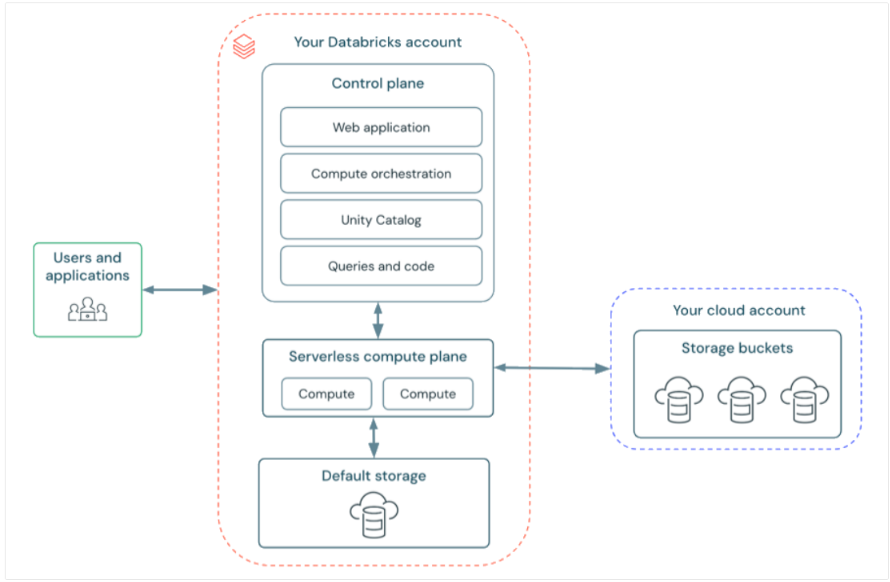 Your Databricks account
Control plane
Web application
Compute orchestration
Unity Catalog
Queries and code
Users and
applications
Your cloud account
Storage buckets
Serverless compute plane
Compute
Compute
Default storage